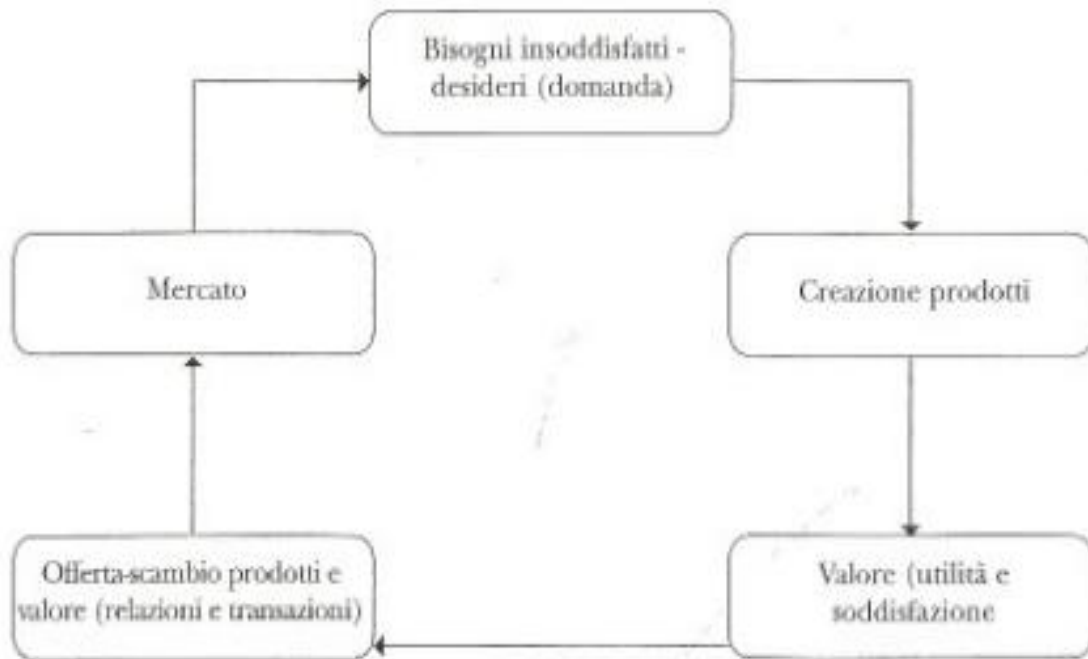 Bisogni insoddisfatti -
desideri (domanda)
Mercato
Creazione prodotti
Offerta-scambio prodotti e
valore (relazioni e transazioni)
Valore (utilità e
soddisfazione